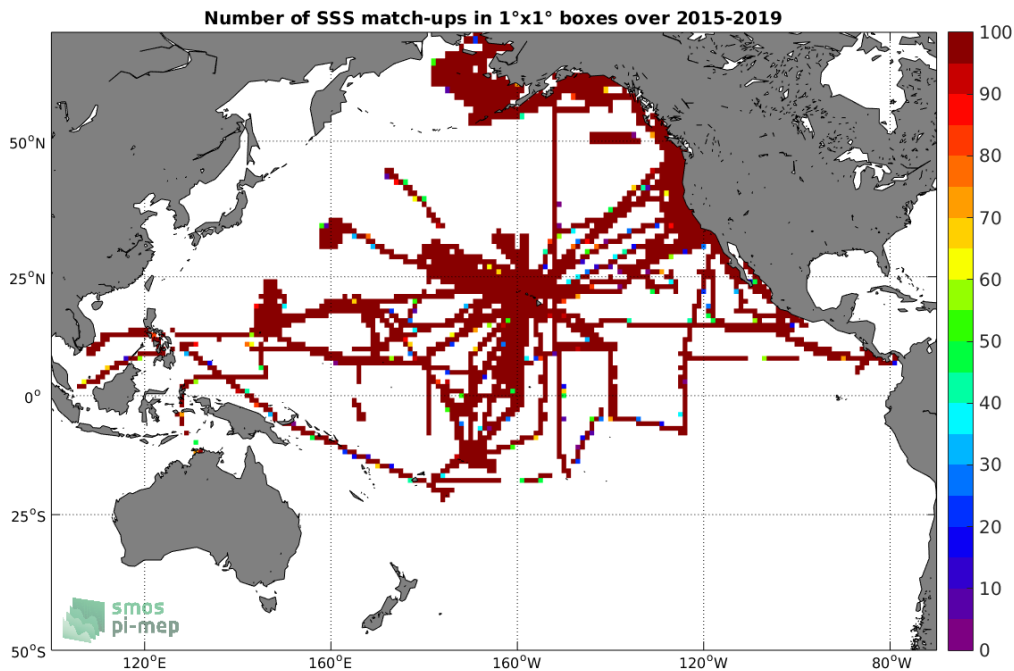 Number of SSS match-ups in 1°x1° boxes over 2015-2019
100
90
80
70
60
50
40
30
20
10
0
50°N
25°N
0°
25°S
50°S
120°E
160°E
160°W
120°W
80°W
smos
pi-mep